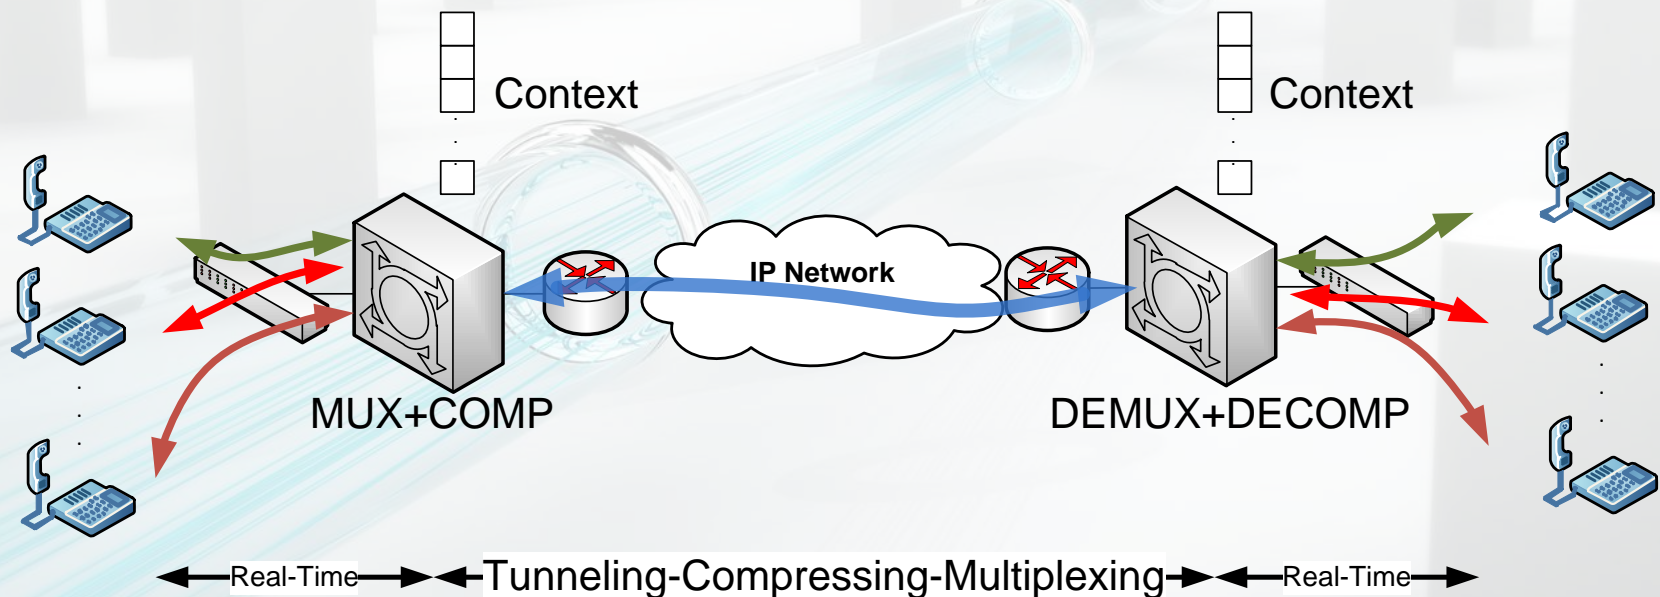 Context
Context
IP Network
MUX+COMP
DEMUX+DECOMP
Real-Time
Tunneling-Compressing-Multiplexing
Real-Time